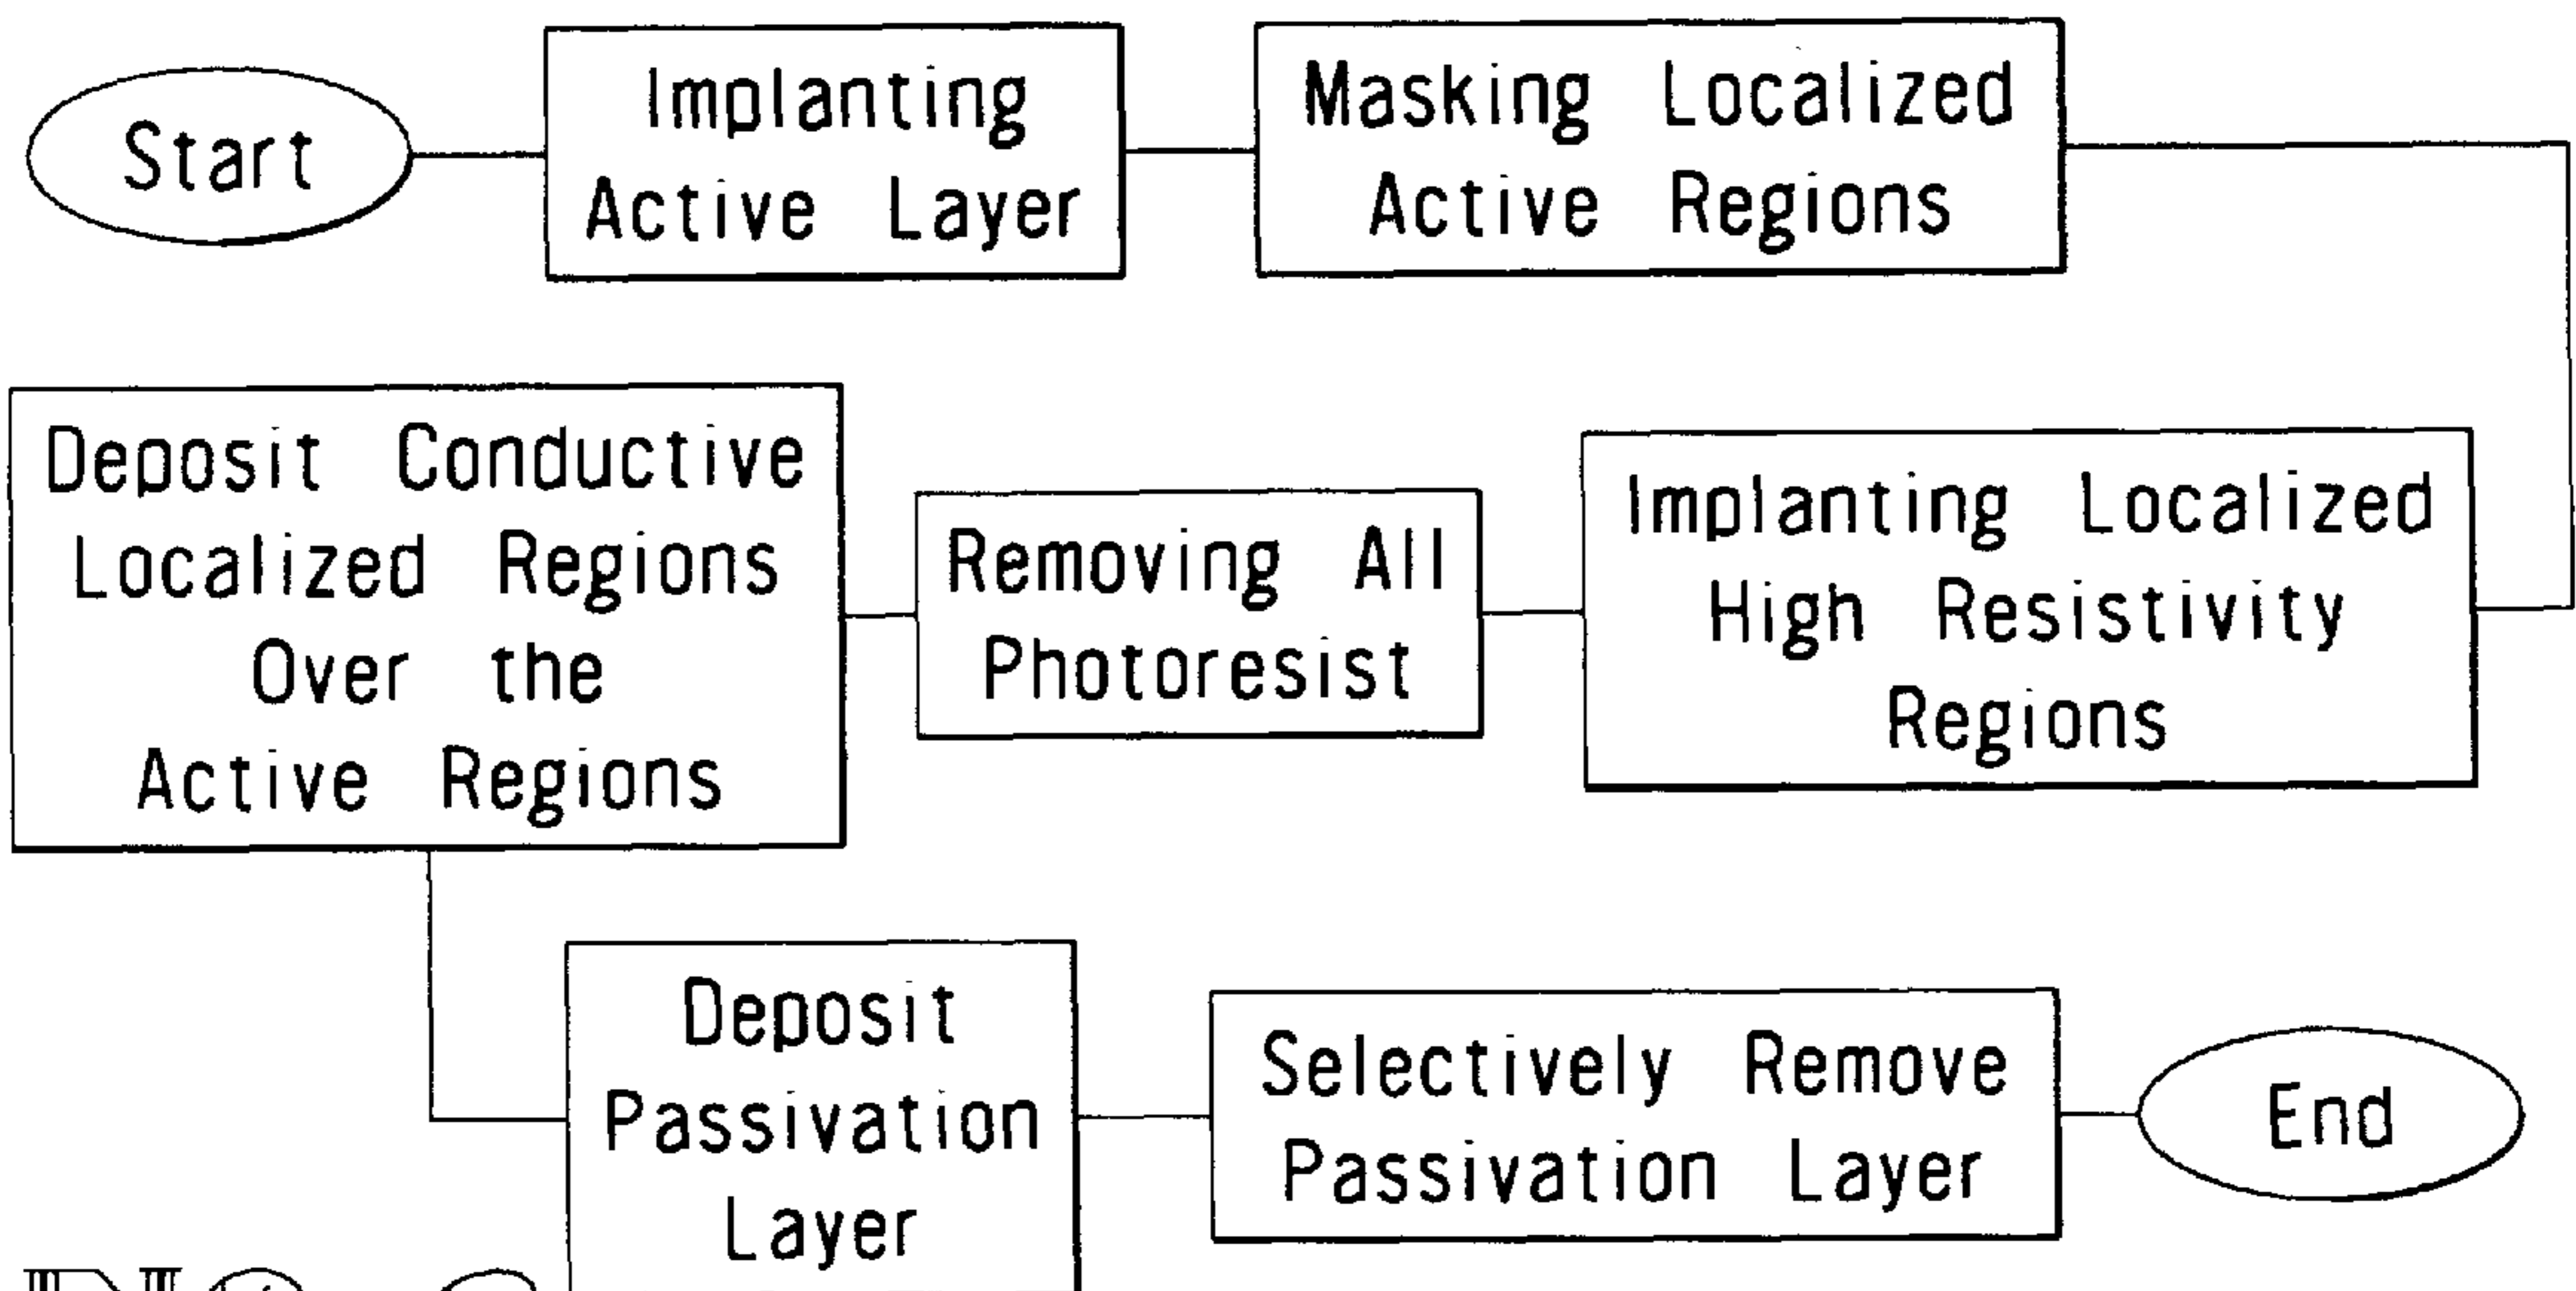 Start
Implanting
Active Layer
Masking Localized
Active Regions
Implanting Localized
High Resistivity
Regions
Removing All
Photoresist
Deposit Conductive
Localized Regions
Over the
Active Regions
Deposit
Passivation
Layer
Selectively Remove
Passivation Layer
End